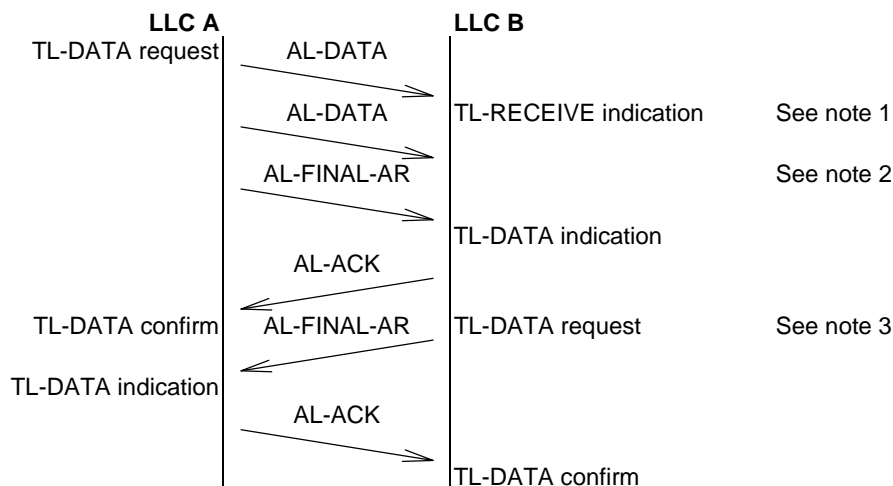 LLC A LLC B
TL-DATA request AL-DATA
AL-DATA TL-RECEIVE indication See note 1
AL-FINAL-AR See note 2
TL-DATA indication
AL-ACK
TL-DATA confirm AL-FINAL-AR TL-DATA request See note 3
TL-DATA indication
AL-ACK
TL-DATA confirm